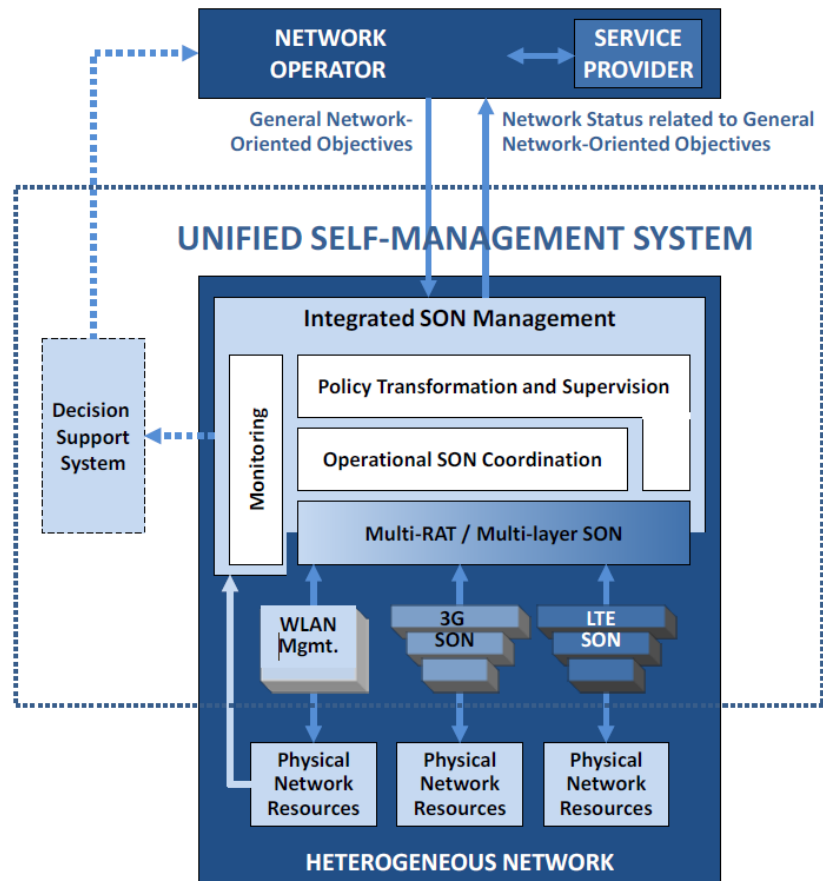 NETWORK
OPERATOR
SERVICE
PROVIDER
General Network-
Oriented Objectives
Network Status related to General
Network-Oriented Objectives
UNIFIED SELF-MANAGEMENT SYSTEM
Integrated SON Management
Decision
Support
System
Monitoring
Policy Transformation and Supervision
Operational SON Coordination
Multi-RAT / Multi-layer SON
WLAN
Mgmt.
3G
SON
LTE
SON
Physical
Network
Resources
Physical
Network
Resources
Physical
Network
Resources
HETEROGENEOUS NETWORK